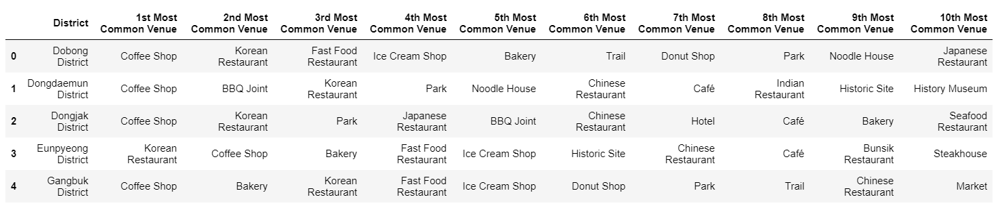 District 1st Most Common Venue 2nd Most Common Venue 3rd Most Common Venue 4th Most Common Venue 5th Most Common Venue 6th Most Common Venue 7th Most Common Venue 8th Most Common Venue 9th Most Common Venue 10th Most Common Venue
0 Dobong District Coffee Shop Korean Restaurant Fast Food Restaurant Ice Cream Shop Bakery Trail Donut Shop Park Noodle House Japanese Restaurant
1 Dongdaemun District Coffee Shop BBQ Joint Korean Restaurant Park Noodle House Chinese Restaurant Café Indian Restaurant Historic Site History Museum
2 Dongjak District Coffee Shop Korean Restaurant Park Japanese Restaurant BBQ Joint Chinese Restaurant Hotel Café Bakery Seafood Restaurant
3 Eunpyeong District Korean Restaurant Coffee Shop Bakery Fast Food Restaurant Ice Cream Shop Historic Site Chinese Restaurant Café Bunsik Restaurant Steakhouse
4 Gangbuk District Coffee Shop Bakery Korean Restaurant Fast Food Restaurant Ice Cream Shop Donut Shop Park Trail Chinese Restaurant Market